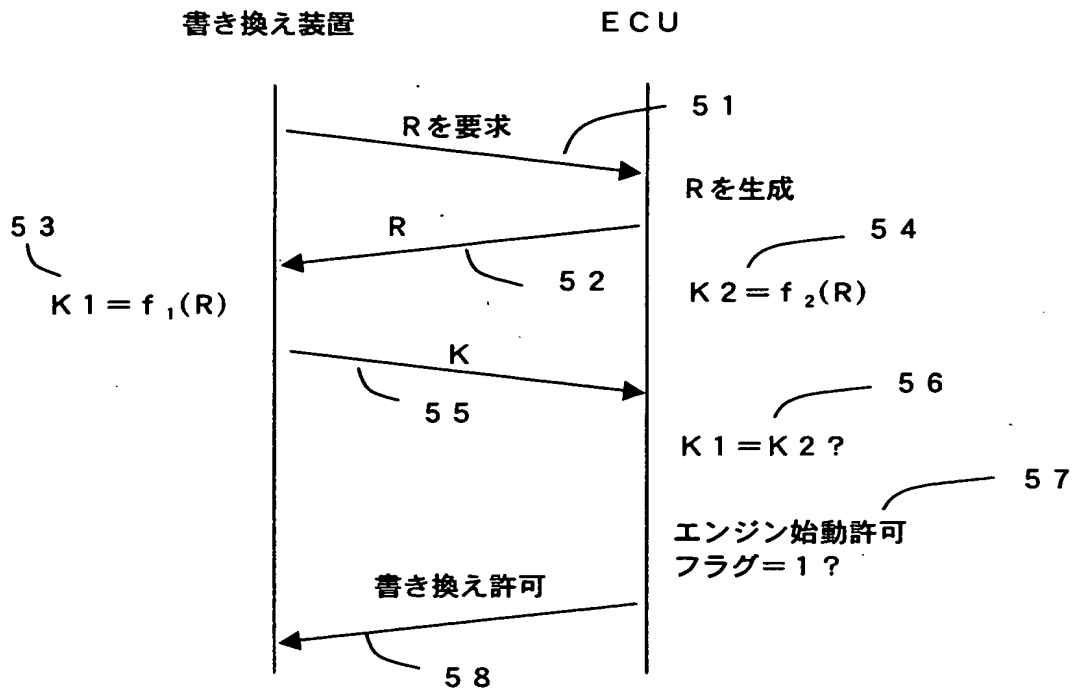 書き換え装置
ＥＣＵ
Ｒを要求
５１
Ｒを生成
５３
Ｒ
５４
５２
Ｋ１＝ｆ₁(Ｒ)
Ｋ２＝ｆ₂(Ｒ)
Ｋ
５５
５６
Ｋ１＝Ｋ２？
５７
エンジン始動許可
フラグ＝１？
書き換え許可
５８